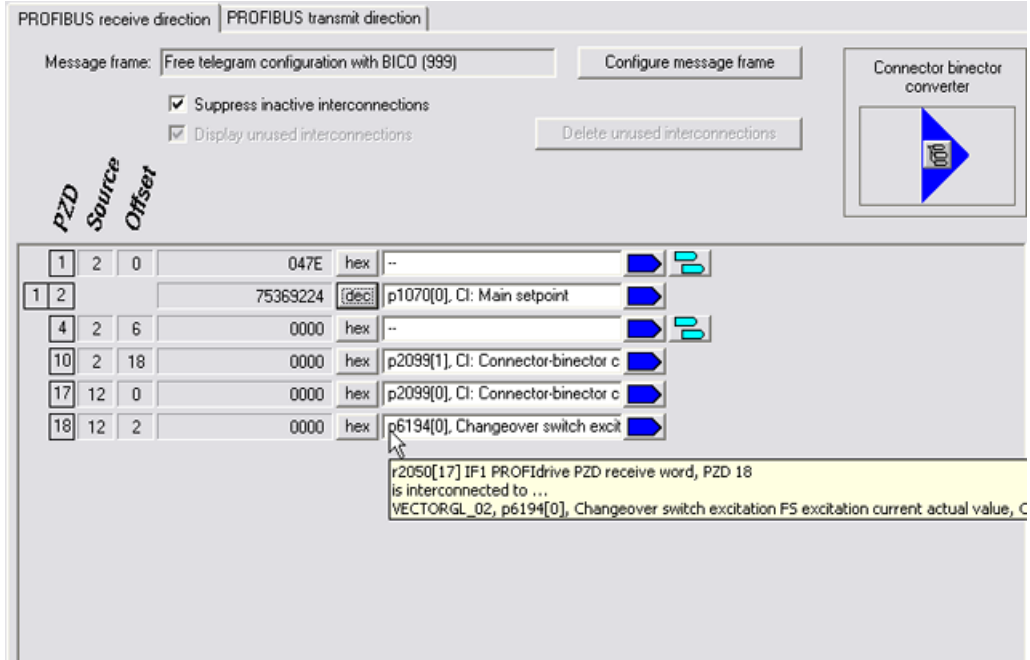 PROFIBUS receive direction PROFIBUS transmit direction
Message frame: Free telegram configuration with BICO (999) Configure message frame
Connector binector
converter
Suppress inactive interconnections
Display unused interconnections Delete unused interconnections
PZD Source Offset
1 2 0 047E hex --
1 2 75369224 dec p1070[0], CI: Main setpoint
4 2 6 0000 hex --
10 2 18 0000 hex p2099[1], CI: Connector-binector c
17 12 0 0000 hex p2099[0], CI: Connector-binector c
18 12 2 0000 hex p6194[0], Changeover switch excit
r2050[17] IF1 PROFIdrive PZD receive word, PZD 18
is interconnected to ...
VECTORGL_02, p6194[0], Changeover switch excitation FS excitation current actual value, C